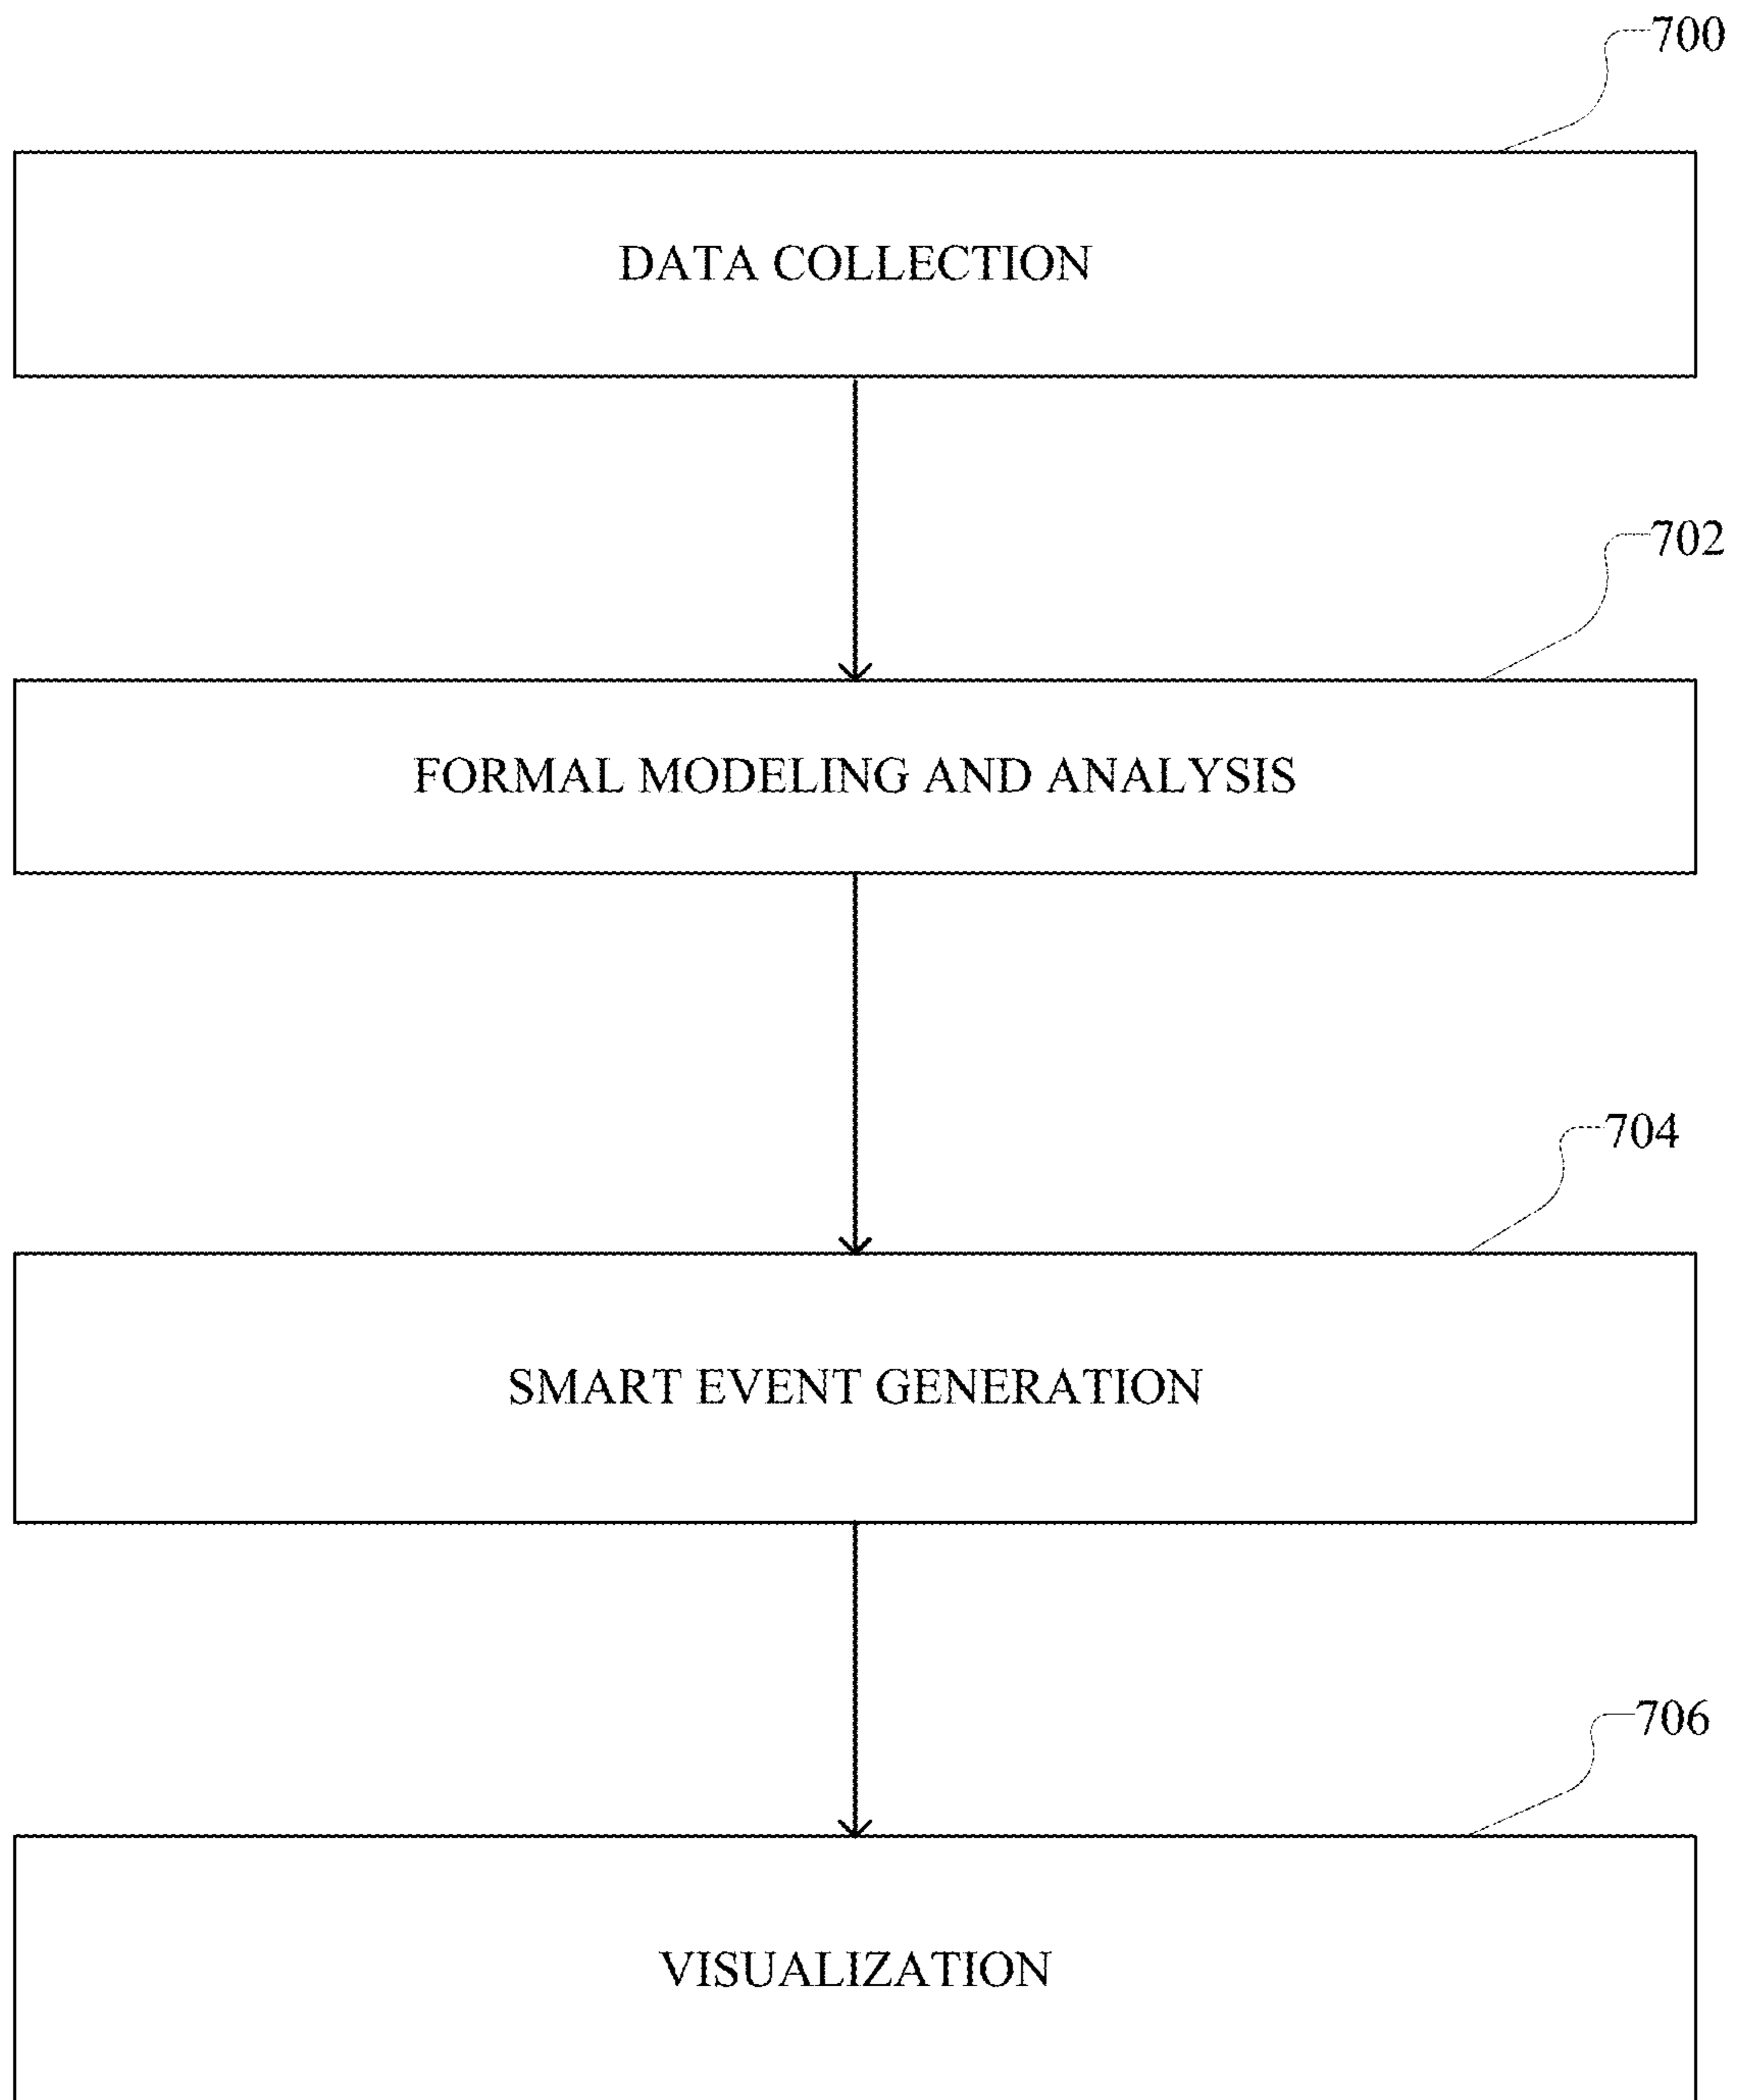 700
DATA COLLECTION
702
FORMAL MODELING AND ANALYSIS
704
SMART EVENT GENERATION
706
VISUALIZATION